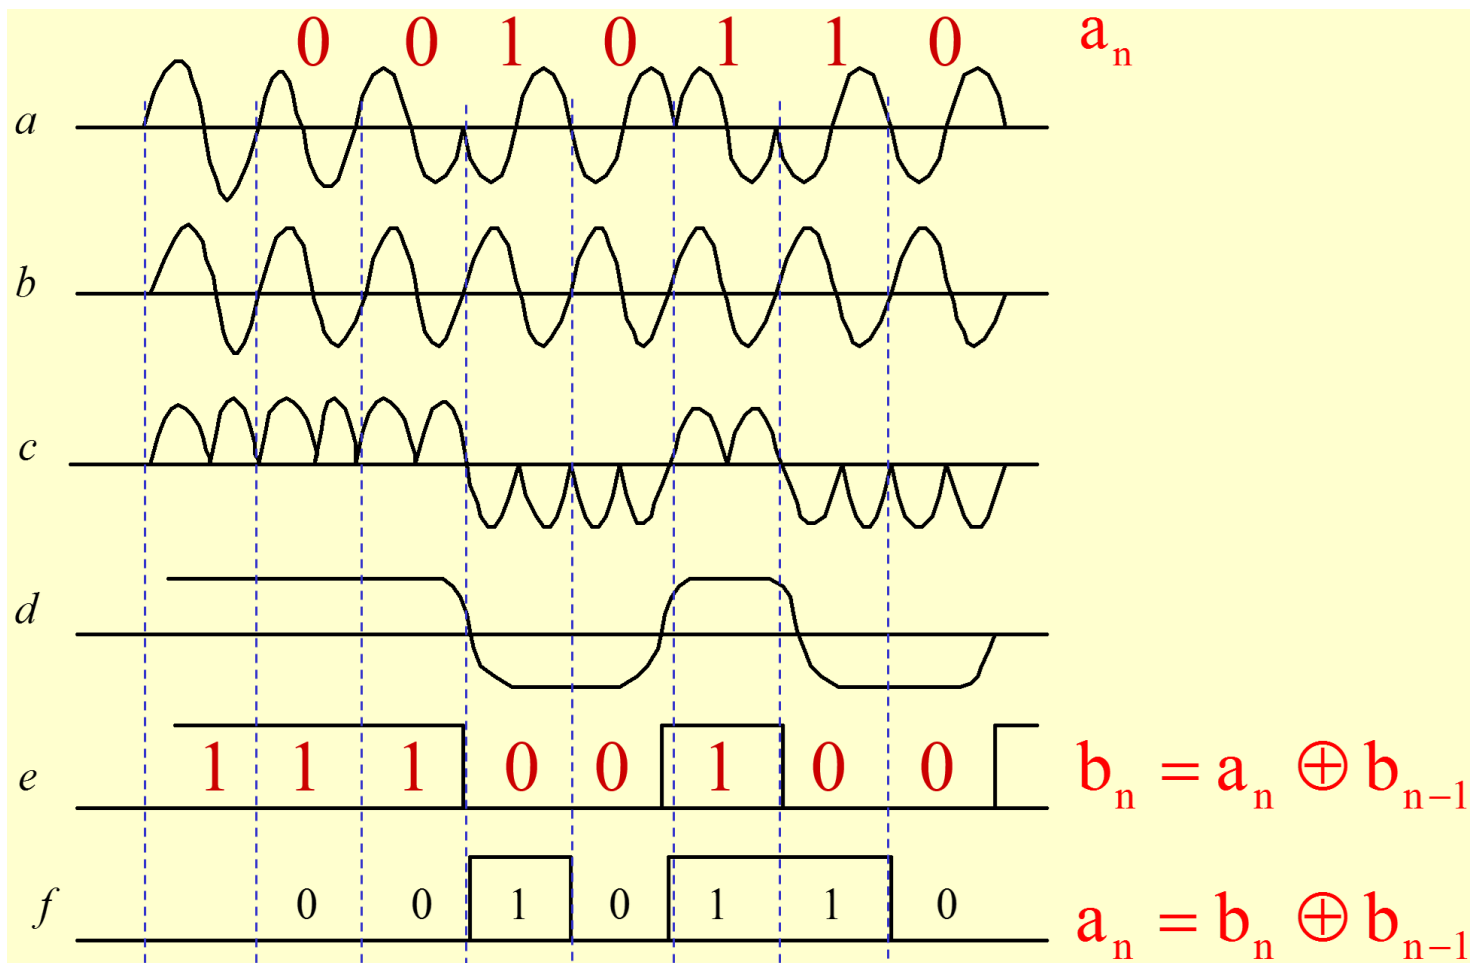 0 0 1 0 1 1 0 aₙ
a
b
c
d
e 1 1 1 0 0 1 0 0 bₙ = aₙ ⊕ bₙ₋₁
f 0 0 1 0 1 1 0 aₙ = bₙ ⊕ bₙ₋₁